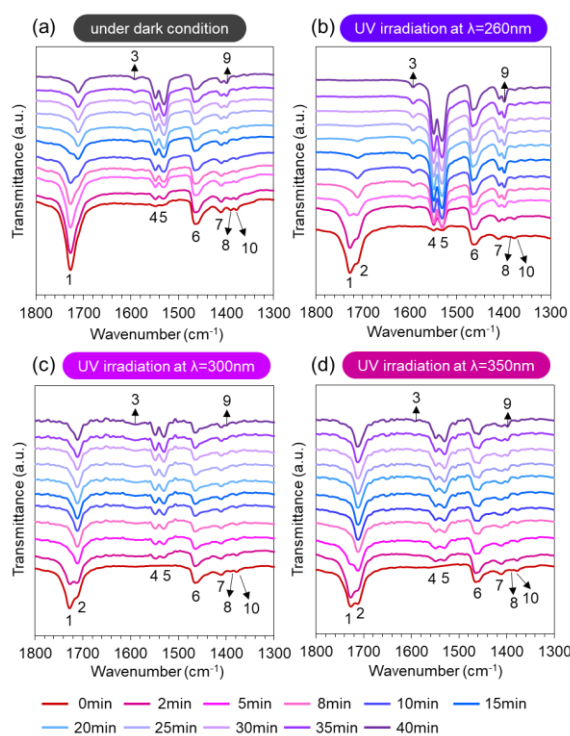 (a) under dark condition
3
9
Transmittance (a.u.)
1
4 5
6
7
8
10
1800 1700 1600 1500 1400 1300
Wavenumber (cm⁻¹)
(b) UV irradiation at λ=260nm
3
9
Transmittance (a.u.)
1 2
4 5
6
7
8 10
1800 1700 1600 1500 1400 1300
Wavenumber (cm⁻¹)
(c) UV irradiation at λ=300nm
3
9
Transmittance (a.u.)
1 2
4 5
6
7
8 10
1800 1700 1600 1500 1400 1300
Wavenumber (cm⁻¹)
(d) UV irradiation at λ=350nm
3
9
Transmittance (a.u.)
1 2
4 5
6
7
8 10
1800 1700 1600 1500 1400 1300
Wavenumber (cm⁻¹)
0min 2min 5min 8min 10min 15min
20min 25min 30min 35min 40min